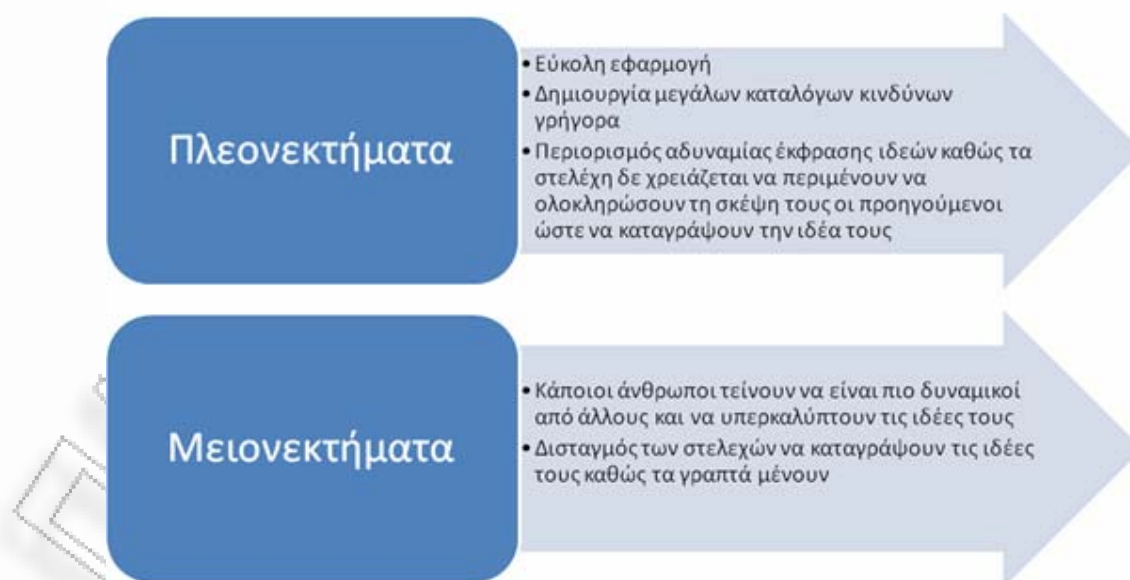 Πλεονεκτήματα
• Εύκολη εφαρμογή
• Δημιουργία μεγάλων καταλόγων κινδύνων
γρήγορα
• Περιορισμός αδυναμίας έκφρασης ιδεών καθώς τα
στελέχη δε χρειάζεται να περιμένουν να
ολοκληρώσουν τη σκέψη τους οι προηγούμενοι
ώστε να καταγράψουν την ιδέα τους
Μειονεκτήματα
• Κάποιοι άνθρωποι τείνουν να είναι πιο δυναμικοί
από άλλους και να υπερκαλύπτουν τις ιδέες τους
• Δισταγμός των στελεχών να καταγράψουν τις ιδέες
τους καθώς τα γραπτά μένουν